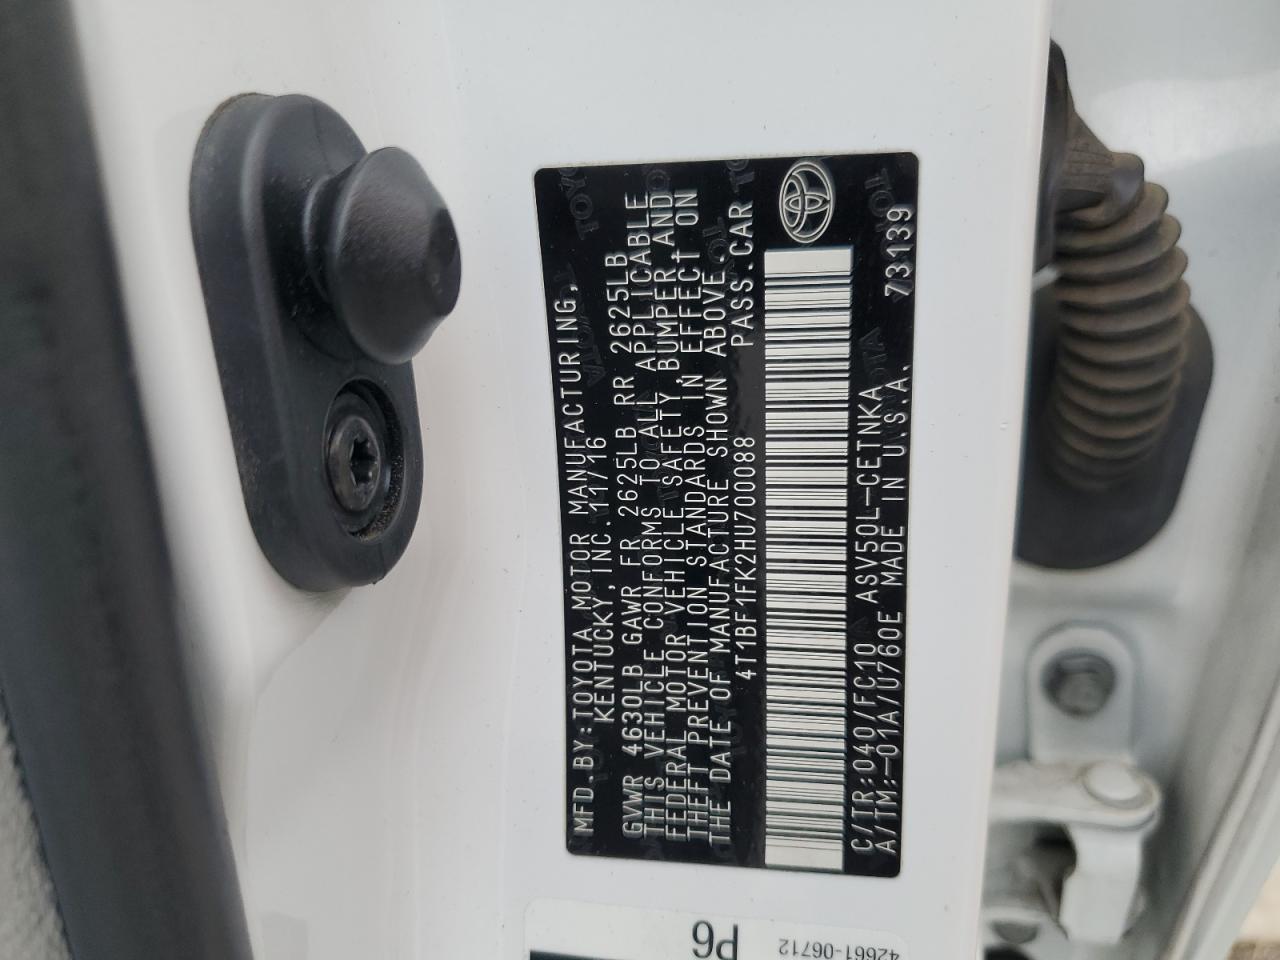 MFD.BY:TOYOTA MOTOR MANUFACTURING,
KENTUCKY, INC.11/16
GVWR 4630LB GAWR FR 2625LB RR 2625LB
THIS VEHICLE CONFORMS TO ALL APPLICABLE
FEDERAL MOTOR VEHICLE SAFETY,BUMPER,AND
THEFT PREVENTION STANDARDS IN EFFECT ON
THE DATE OF MANUFACTURE SHOWN ABOVE.
4T1BF1FK2HU700088 PASS.CAR
C/TR:040/FC10 ASV50L-CETNKA 73139
A/TM:-01A/U760E MADE IN U.S.A.
P6
42661-06712